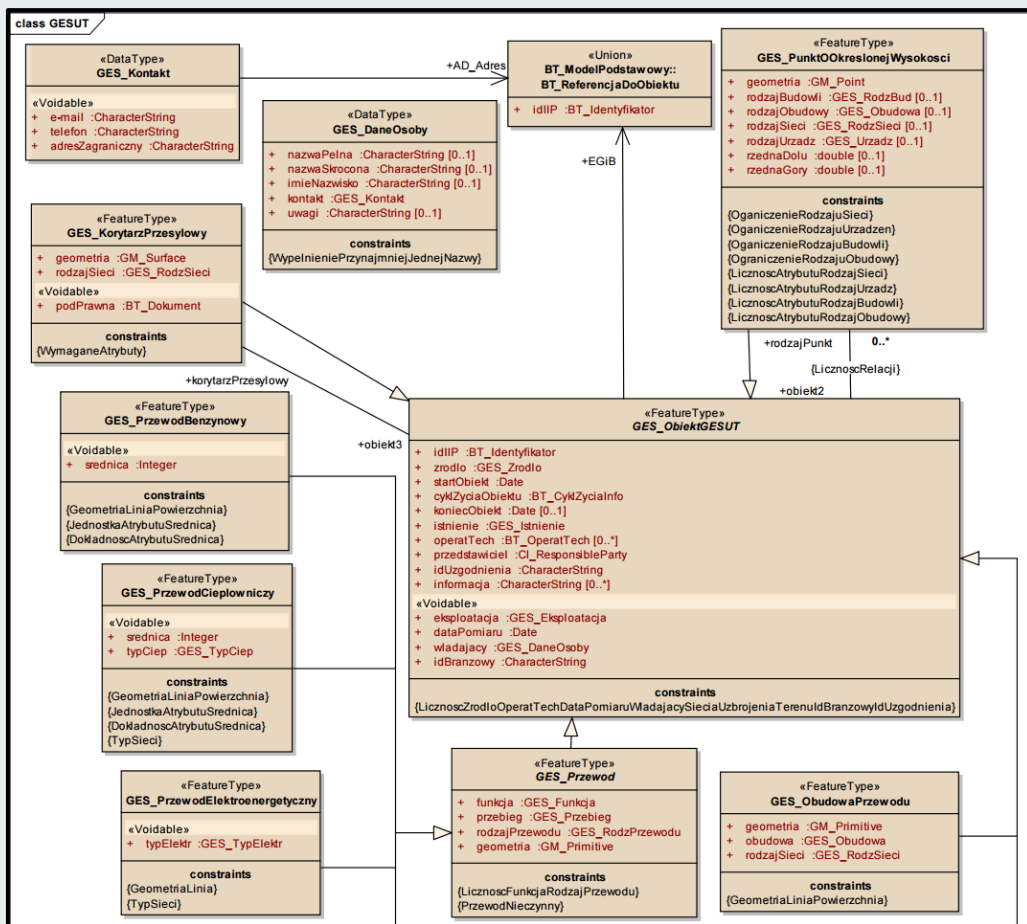 class GESUT
«DataType»
GES_Kontakt
«Voidable»
+ e-mail :CharacterString
+ telefon :CharacterString
+ adresZagraniczny :CharacterString
+AD_Adres
«Union»
BT_ModelPodstawowy::
BT_ReferencjaDoObiektu
+ idIIP :BT_Identyfikator
«FeatureType»
GES_PunktOOkreslonejWysokosci
+ geometria :GM_Point
+ rodzajBudowli :GES_RodzBud [0..1]
+ rodzajObudowy :GES_Obudowa [0..1]
+ rodzajSieci :GES_RodzSieci [0..1]
+ rodzajUrzadz :GES_Urzadz [0..1]
+ rzednaDolu :double [0..1]
+ rzednaGory :double [0..1]
constraints
{OganiczenieRodzajuSieci}
{OganiczenieRodzajuUrzadzen}
{OganiczenieRodzajuBudowli}
{OgraniczenieRodzajuObudowy}
{LicznoscAtrybutuRodzajSieci}
{LicznoscAtrybutuRodzajUrzadz}
{LicznoscAtrybutuRodzajBudowli}
{LicznoscAtybutuRodzajObudowy}
«DataType»
GES_DaneOsoby
+ nazwaPelna :CharacterString [0..1]
+ nazwaSkrocona :CharacterString [0..1]
+ imieNazwisko :CharacterString [0..1]
+ kontakt :GES_Kontakt
+ uwagi :CharacterString [0..1]
constraints
{WypelnieniePrzynajmniejJednejNazwy}
+EGiB
«FeatureType»
GES_KorytarzPrzesylowy
+ geometria :GM_Surface
+ rodzajSieci :GES_RodzSieci
«Voidable»
+ podPrawna :BT_Dokument
constraints
{WymaganeAtrybuty}
+rodzajPunkt
0..*
{LicznoscRelacji}
+obiekt2
+korytarzPrzesylowy
+obiekt3
«FeatureType»
GES_PrzewodBenzynowy
«Voidable»
+ srednica :Integer
constraints
{GeometriaLiniaPowierzchnia}
{JednostkaAtrybutuSrednica}
{DokladnoscAtrybutuSrednica}
«FeatureType»
GES_ObiektGESUT
+ idIIP :BT_Identyfikator
+ zrodlo :GES_Zrodlo
+ startObiekt :Date
+ cyklZyciaObiektu :BT_CyklZyciaInfo
+ koniecObiekt :Date [0..1]
+ istnienie :GES_Istnienie
+ operatTech :BT_OperatTech [0..*]
+ przedstawiciel :CI_ResponsibleParty
+ idUzgodnienia :CharacterString
+ informacja :CharacterString [0..*]
«Voidable»
+ eksploatacja :GES_Eksploatacja
+ dataPomiaru :Date
+ wladajacy :GES_DaneOsoby
+ idBranzowy :CharacterString
constraints
{LicznoscZrodloOperatTechDataPomiaruWladajacySieciaUzbrojeniaTerenuIdBranzowyIdUzgodnienia}
«FeatureType»
GES_PrzewodCieplowniczy
«Voidable»
+ srednica :Integer
+ typCiep :GES_TypCiep
constraints
{GeometriaLiniaPowierzchnia}
{JednostkaAtrybutuSrednica}
{DokladnoscAtrybutuSrednica}
{TypSieci}
«FeatureType»
GES_PrzewodElektroenergetyczny
«Voidable»
+ typElektr :GES_TypElektr
constraints
{GeometriaLinia}
{TypSieci}
«FeatureType»
GES_Przewod
+ funkcja :GES_Funkcja
+ przebieg :GES_Przebieg
+ rodzajPrzewodu :GES_RodzPrzewodu
+ geometria :GM_Primitive
constraints
{LicznoscFunkcjaRodzajPrzewodu}
{PrzewodNieczynny}
«FeatureType»
GES_ObudowaPrzewodu
+ geometria :GM_Primitive
+ obudowa :GES_Obudowa
+ rodzajSieci :GES_RodzSieci
constraints
{GeometriaLiniaPowierzchnia}